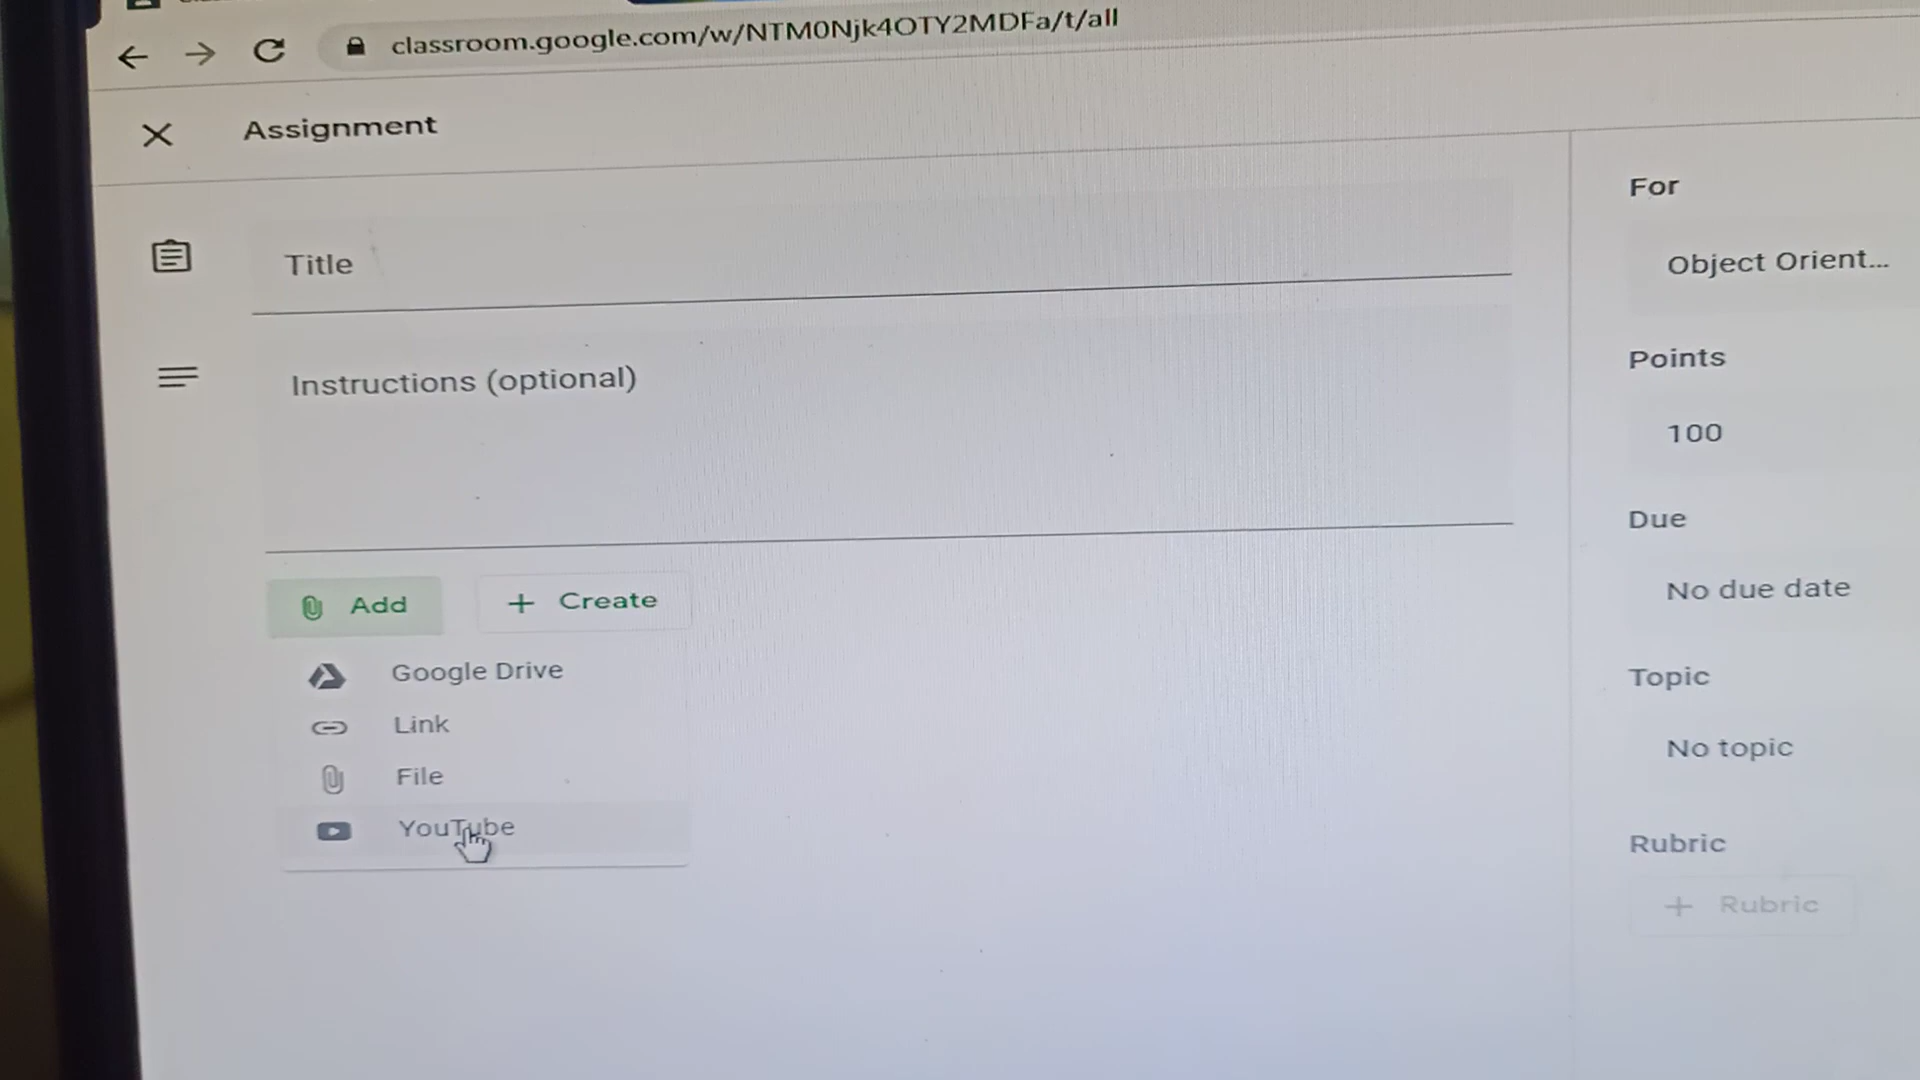 classroom.google.com/w/NTM0Njk4OTY2MDFa/t/all
Assignment
Title
Instructions (optional)
Add
Create
Google Drive
Link
File
YouTube
For
Object Orient...
Points
100
Due
No due date
Topic
No topic
Rubric
+ Rubric